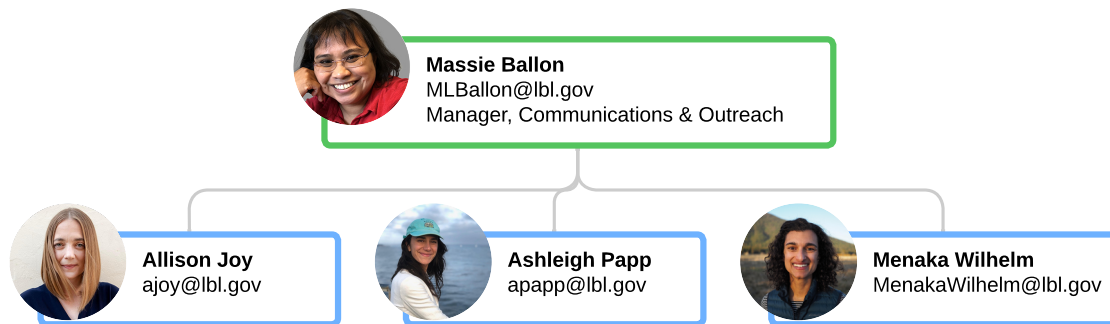 Massie Ballon
MLBallon@lbl.gov
Manager, Communications & Outreach
Allison Joy
ajoy@lbl.gov
Ashleigh Papp
apapp@lbl.gov
Menaka Wilhelm
MenakaWilhelm@lbl.gov